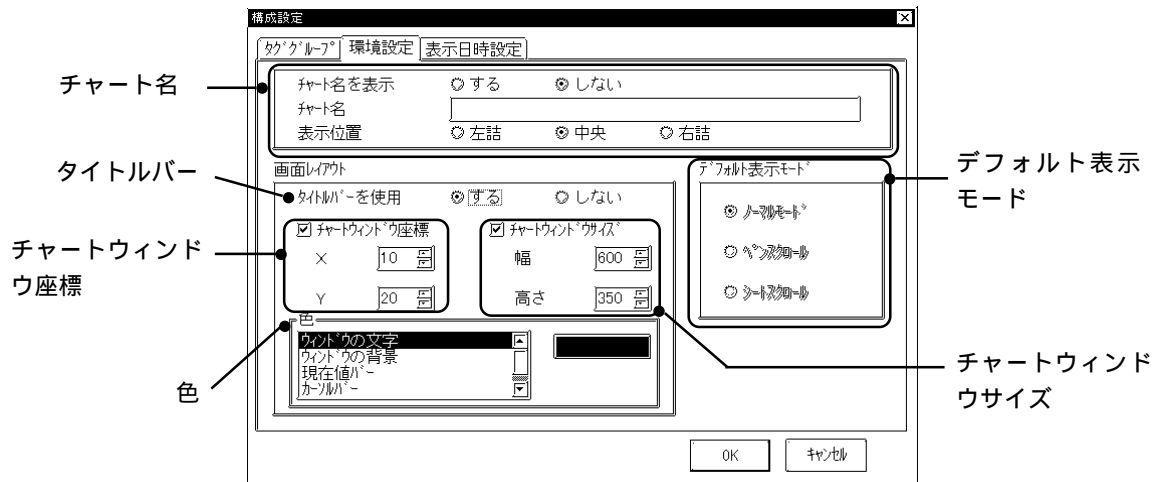 構成設定
ﾀｸﾞｸﾞﾙｰﾌﾟ 環境設定 表示日時設定
チャート名
ﾁｬｰﾄ名を表示 する しない
ﾁｬｰﾄ名
表示位置 左詰 中央 右詰
タイトルバー
画面ﾚｲｱｳﾄ
ﾃﾞﾌｫﾙﾄ表示ﾓｰﾄﾞ
デフォルト表示
モード
ﾀｲﾄﾙﾊﾞｰを使用 する しない
ﾉｰﾏﾙﾓｰﾄﾞ
ﾍﾟﾝｽｸﾛｰﾙ
ｼｰﾄｽｸﾛｰﾙ
チャートウィンド
ウ座標
ﾁｬｰﾄｳｨﾝﾄﾞｳ座標 ﾁｬｰﾄｳｨﾝﾄﾞｳｻｲｽﾞ
X 10 幅 600
Y 20 高さ 350
色
色
ｳｨﾝﾄﾞｳの文字
ｳｨﾝﾄﾞｳの背景
現在値ﾊﾞｰ
ｶｰｿﾙﾊﾞｰ
チャートウィンド
ウサイズ
OK ｷｬﾝｾﾙ